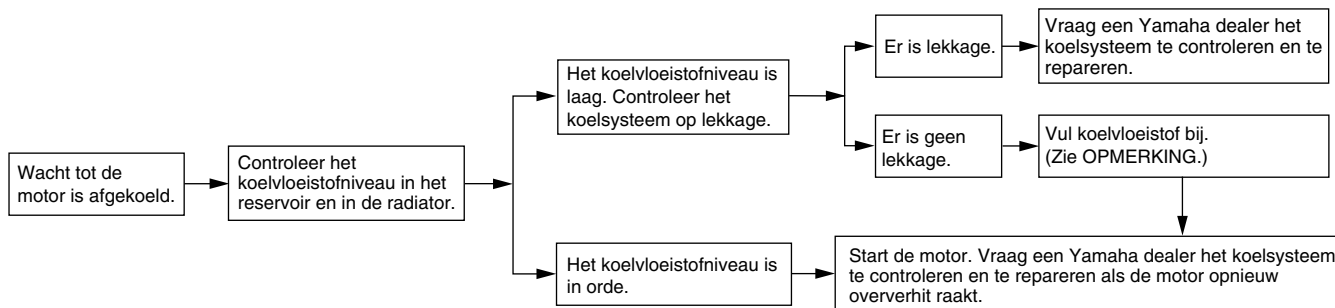 Wacht tot de
motor is afgekoeld.
Controleer het
koelvloeistofniveau in het
reservoir en in de radiator.
Het koelvloeistofniveau is
laag. Controleer het
koelsysteem op lekkage.
Er is lekkage.
Vraag een Yamaha dealer het
koelsysteem te controleren en te
repareren.
Er is geen
lekkage.
Vul koelvloeistof bij.
(Zie OPMERKING.)
Het koelvloeistofniveau is
in orde.
Start de motor. Vraag een Yamaha dealer het koelsysteem
te controleren en te repareren als de motor opnieuw
oververhit raakt.